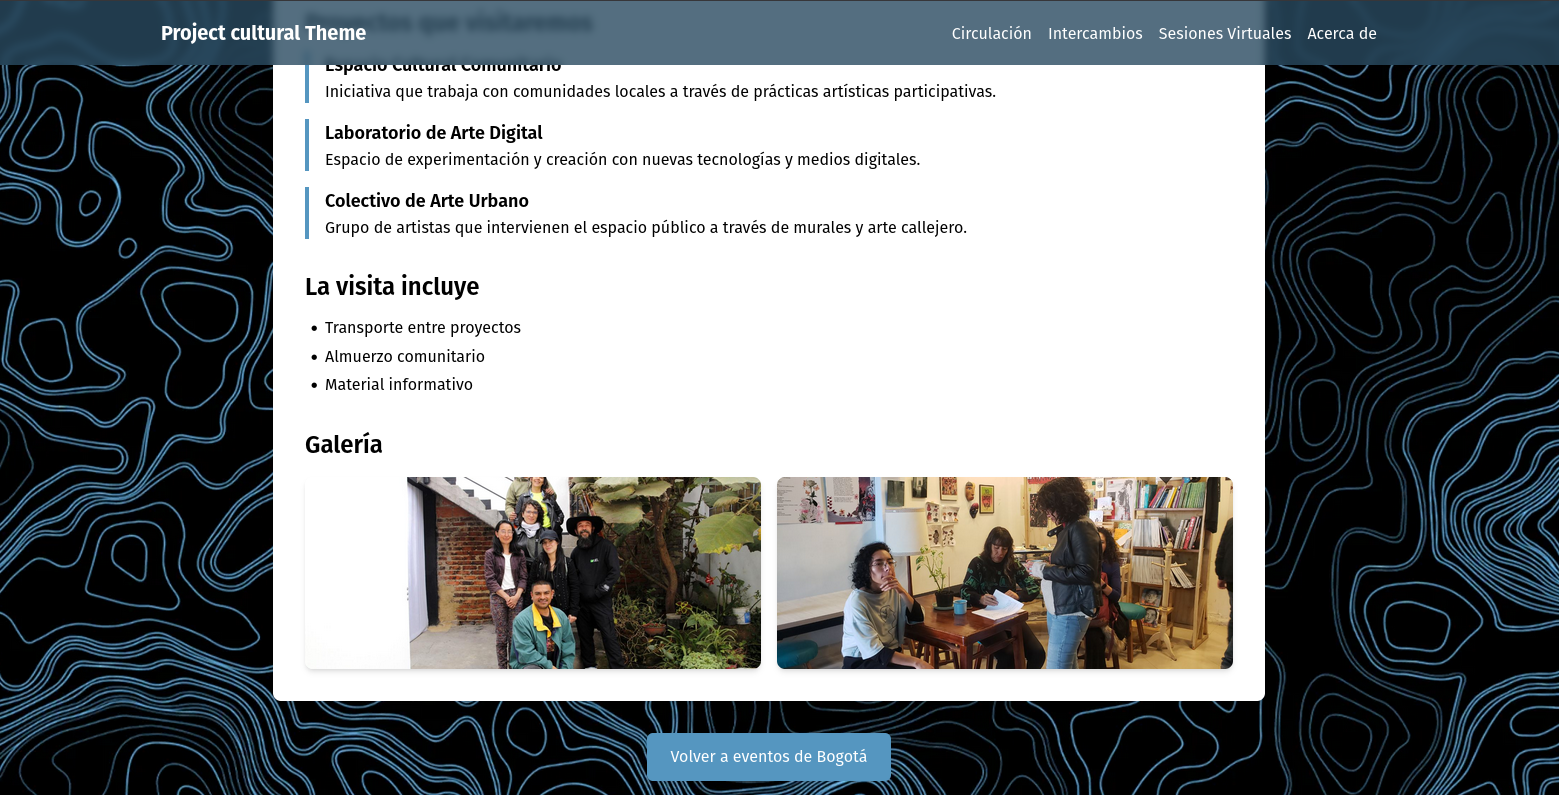 Project cultural Theme
Circulación Intercambios Sesiones Virtuales Acerca de
Proyectos que visitaremos
Espacio Cultural Comunitario
Iniciativa que trabaja con comunidades locales a través de prácticas artísticas participativas.
Laboratorio de Arte Digital
Espacio de experimentación y creación con nuevas tecnologías y medios digitales.
Colectivo de Arte Urbano
Grupo de artistas que intervienen el espacio público a través de murales y arte callejero.
La visita incluye
• Transporte entre proyectos
• Almuerzo comunitario
• Material informativo
Galería
Volver a eventos de Bogotá